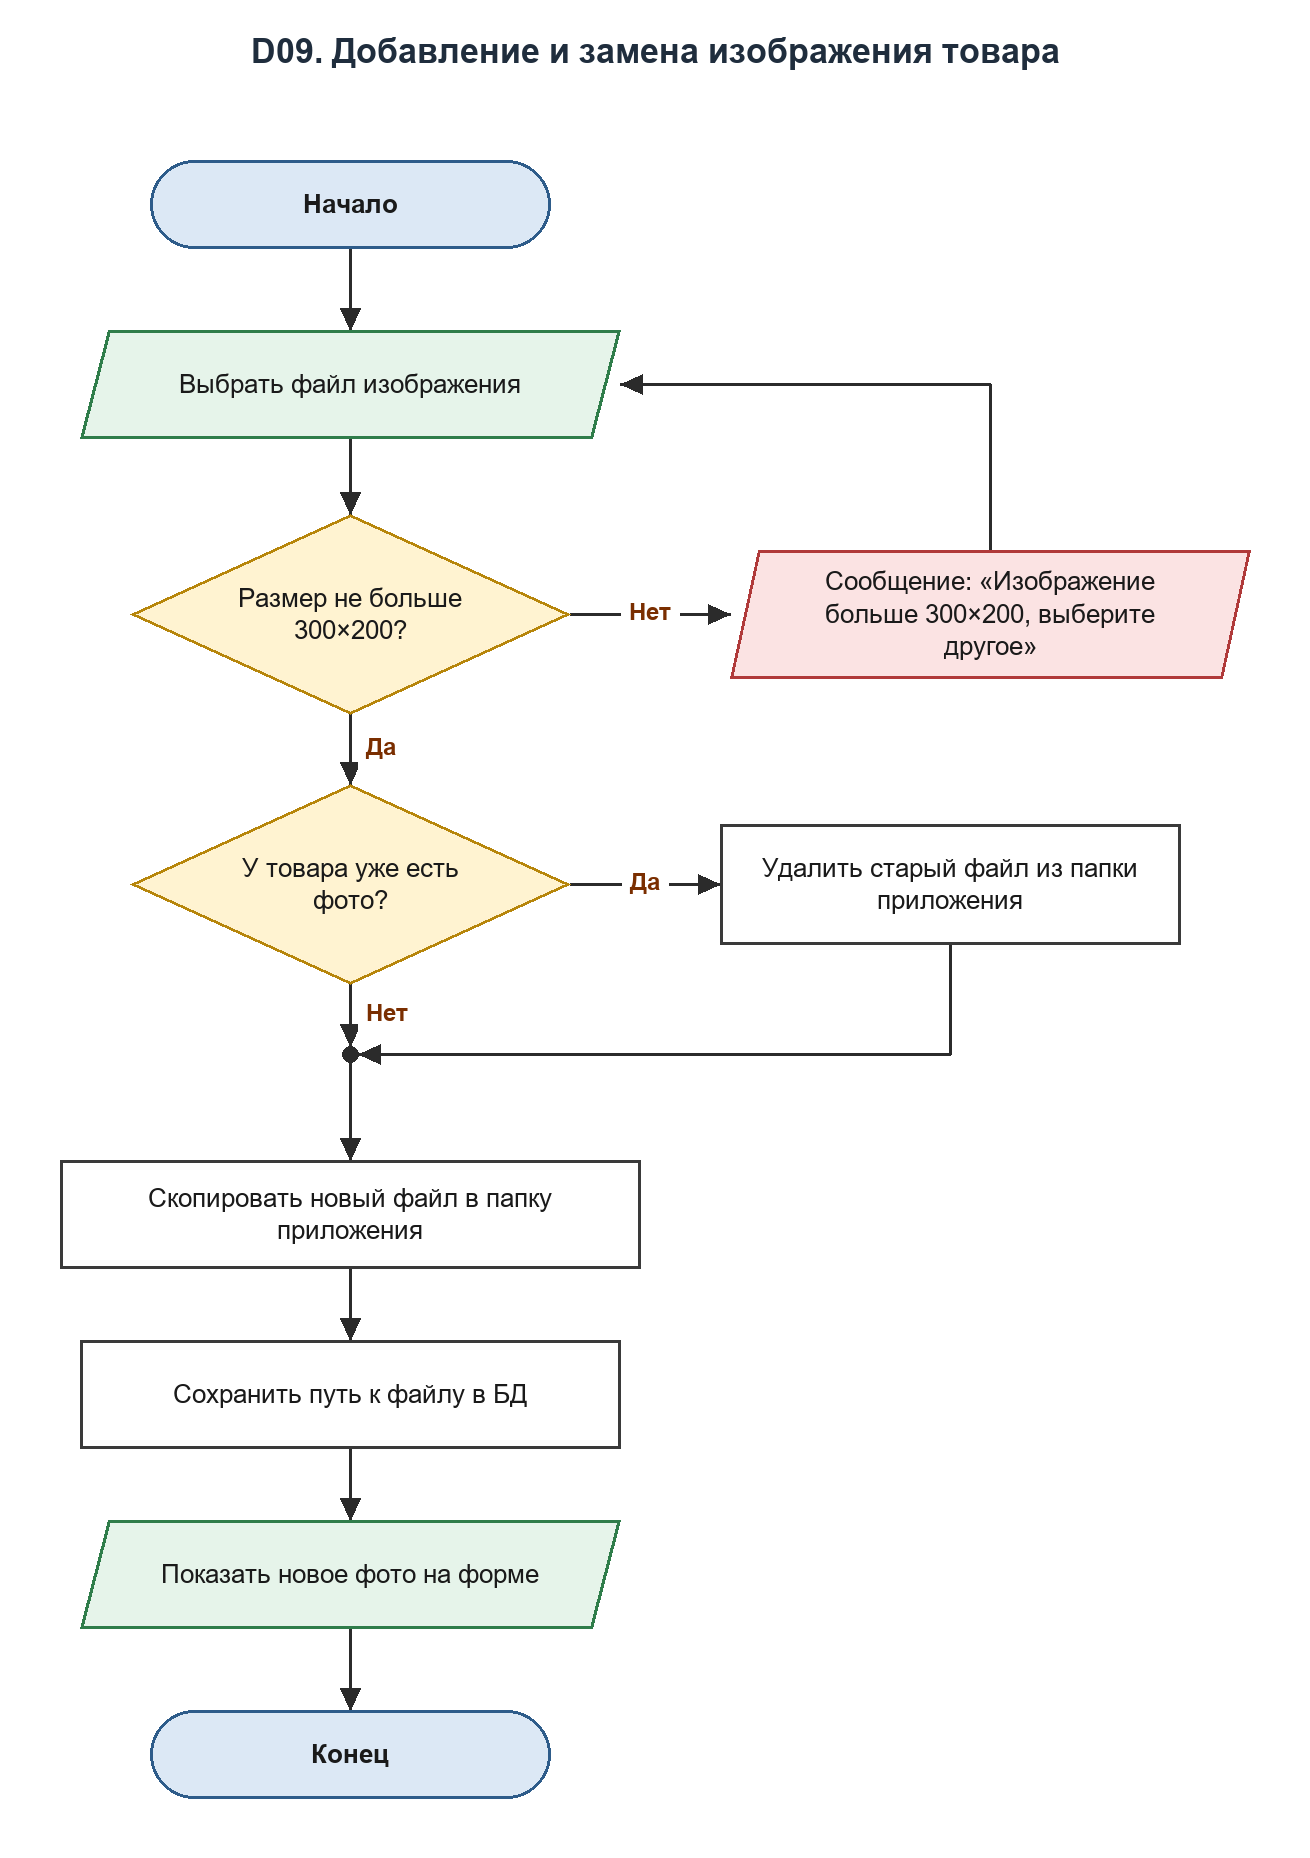 D09. Добавление и замена изображения товара
Начало
Выбрать файл изображения
Размер не больше
300×200?
Нет
Сообщение: «Изображение
больше 300×200, выберите
другое»
Да
У товара уже есть
фото?
Да
Удалить старый файл из папки
приложения
Нет
Скопировать новый файл в папку
приложения
Сохранить путь к файлу в БД
Показать новое фото на форме
Конец